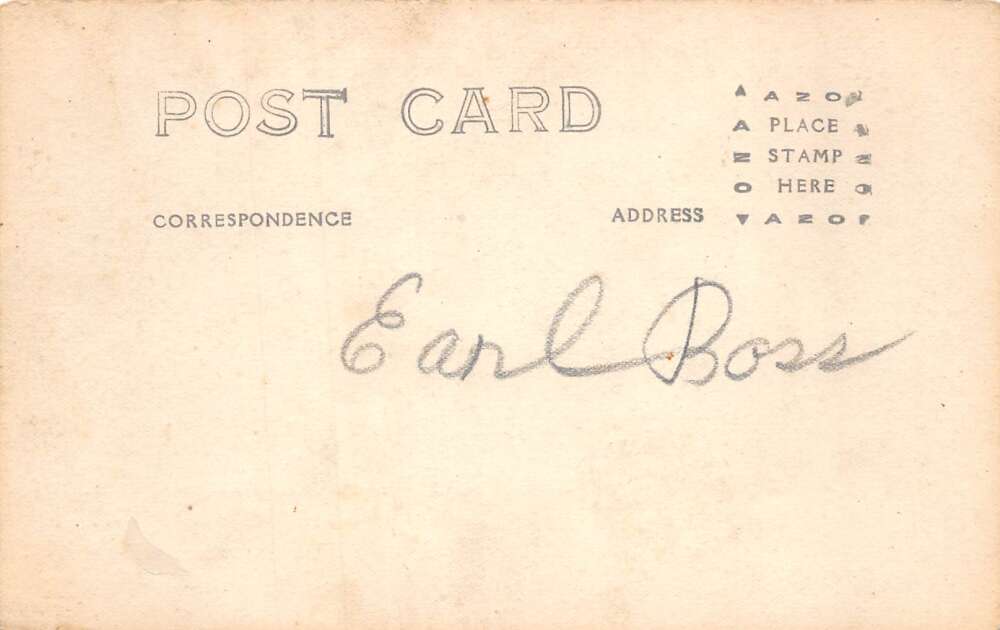 POST CARD
AZO
PLACE
STAMP
HERE
AZO
CORRESPONDENCE
ADDRESS
Earl Boss